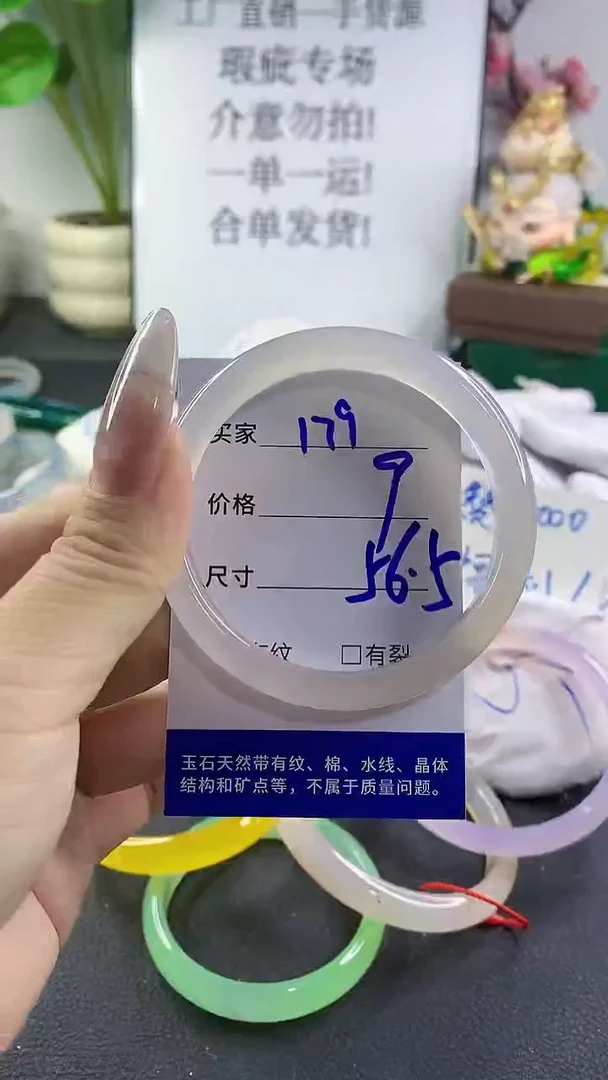 工厂直销一手货源
瑕疵专场
介意勿拍!
一单一运!
合单发货!
买家 179
价格
尺寸 56.5
纹 □有裂
玉石天然带有纹、棉、水线、晶体
结构和矿点等，不属于质量问题。